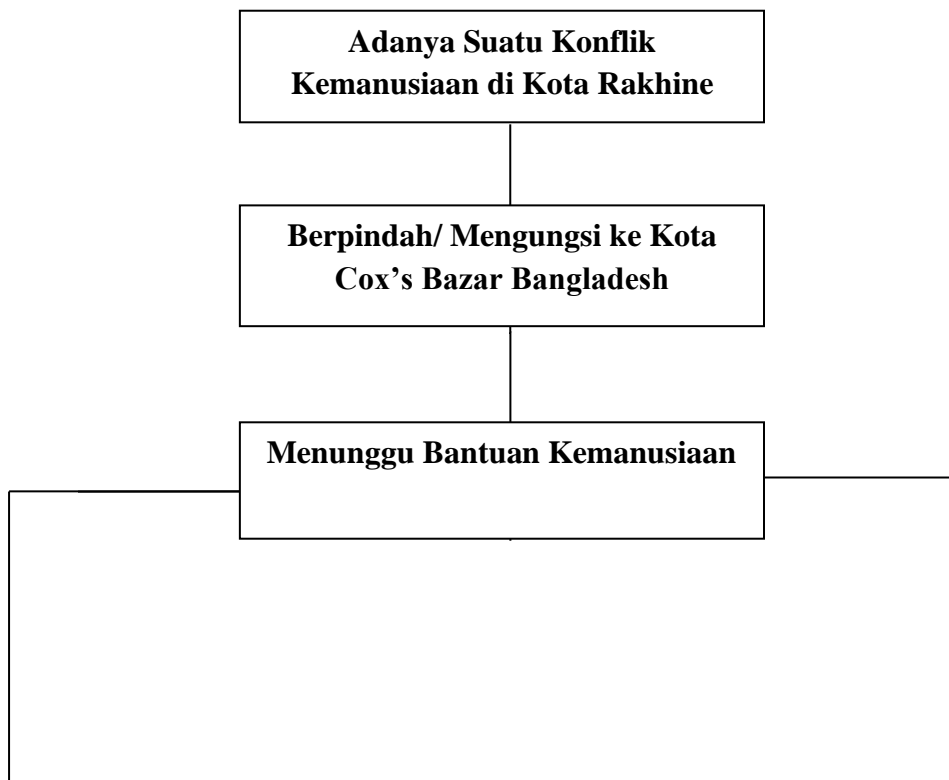 Adanya Suatu Konflik
Kemanusiaan di Kota Rakhine
Berpindah/ Mengungsi ke Kota
Cox’s Bazar Bangladesh
Menunggu Bantuan Kemanusiaan